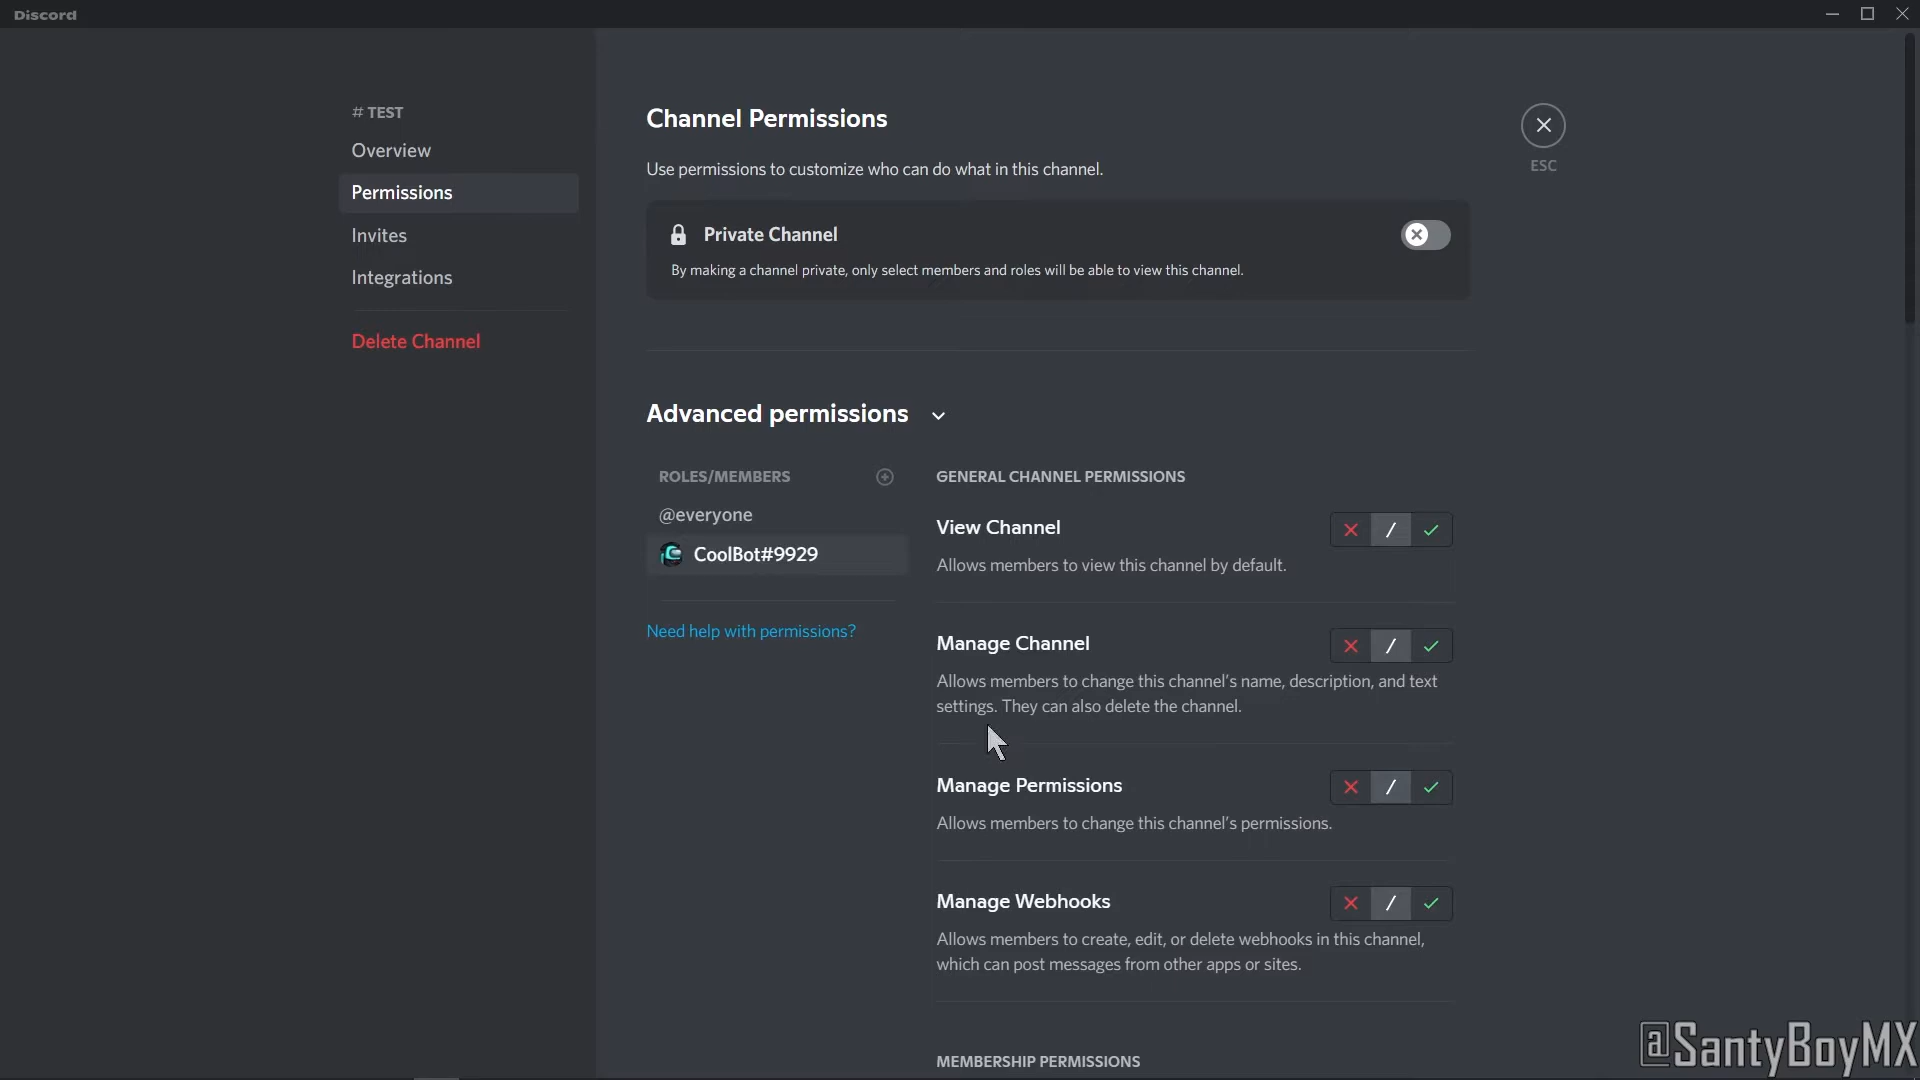 Discord
# TEST
Overview
Permissions
Invites
Integrations
Delete Channel
Channel Permissions
Use permissions to customize who can do what in this channel.
ESC
Private Channel
By making a channel private, only select members and roles will be able to view this channel.
Advanced permissions
ROLES/MEMBERS
@everyone
CoolBot#9929
Need help with permissions?
GENERAL CHANNEL PERMISSIONS
View Channel
Allows members to view this channel by default.
Manage Channel
Allows members to change this channel's name, description, and text
settings. They can also delete the channel.
Manage Permissions
Allows members to change this channel's permissions.
Manage Webhooks
Allows members to create, edit, or delete webhooks in this channel,
which can post messages from other apps or sites.
MEMBERSHIP PERMISSIONS
@SantyBoyMX